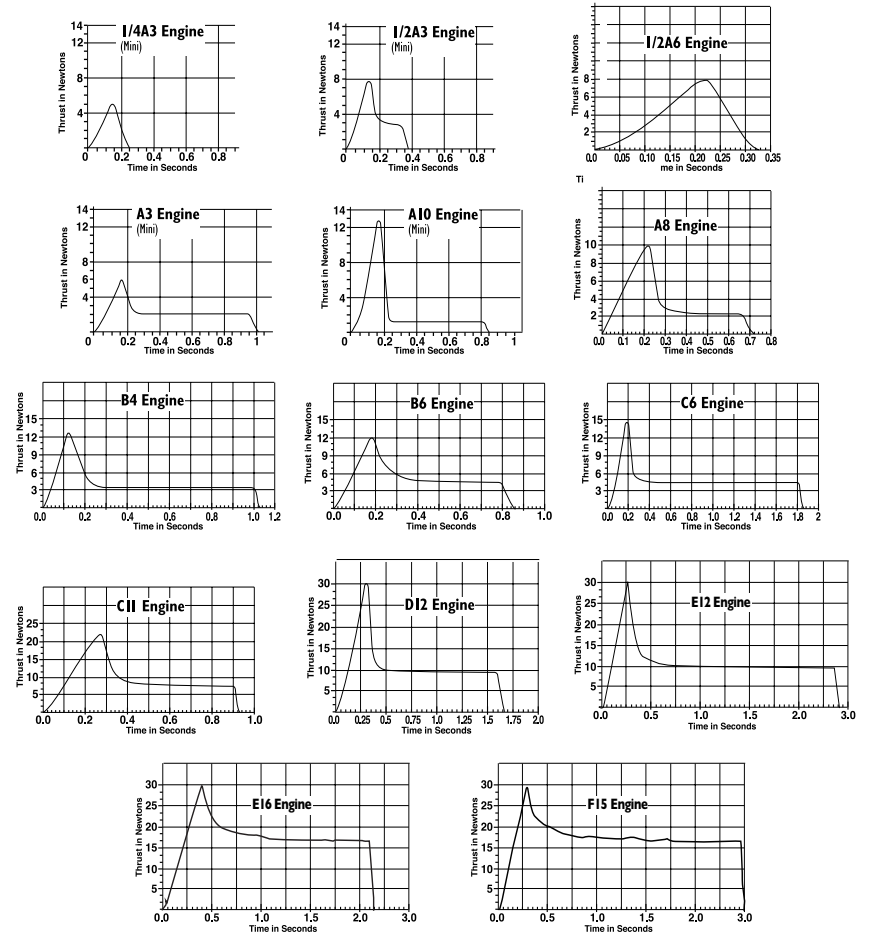 1/4A3 Engine
(Mini)
Thrust in Newtons
14
12
8
4
0 0.2 0.4 0.6 0.8
Time in Seconds
1/2A3 Engine
(Mini)
Thrust in Newtons
14
12
8
4
0 0.2 0.4 0.6 0.8
Time in Seconds
1/2A6 Engine
Thrust in Newtons
8
6
4
2
0.0 0.05 0.10 0.15 0.20 0.25 0.30 0.35
me in Seconds
Ti
A3 Engine
(Mini)
Thrust in Newtons
14
12
8
6
4
0 0.2 0.4 0.6 0.8 1
Time in Seconds
A10 Engine
(Mini)
Thrust in Newtons
14
12
8
4
0 0.2 0.4 0.6 0.8 1
Time in Seconds
A8 Engine
Thrust in Newtons
10
8
6
4
2
0.0 0.1 0.2 0.3 0.4 0.5 0.6 0.7 0.8
Time in Seconds
B4 Engine
Thrust in Newtons
15
12
9
6
3
0.0 0.2 0.4 0.6 0.8 1.0 1.2
Time in Seconds
B6 Engine
Thrust in Newtons
15
12
9
6
3
0.0 0.2 0.4 0.6 0.8 1.0
Time in Seconds
C6 Engine
Thrust in Newtons
15
12
9
6
3
0.0 0.2 0.4 0.6 0.8 1.0 1.2 1.4 1.6 1.8 2
Time in Seconds
C11 Engine
Thrust in Newtons
25
20
15
10
5
0.0 0.2 0.4 0.6 0.8 1.0
Time in Seconds
D12 Engine
Thrust in Newtons
30
25
20
15
10
5
0.0 0.25 0.50 0.75 1.0 1.25 1.5 1.75 2.0
Time in Seconds
E12 Engine
Thrust in Newtons
30
25
20
15
10
5
0.0 0.5 1.0 1.5 2.0 3.0
Time in Seconds
E16 Engine
Thrust in Newtons
30
25
20
15
10
5
0.0 0.5 1.0 1.5 2.0 3.0
Time in Seconds
F15 Engine
Thrust in Newtons
30
25
20
15
10
5
0.0 0.5 1.0 1.5 2.0 3.0
Time in Seconds